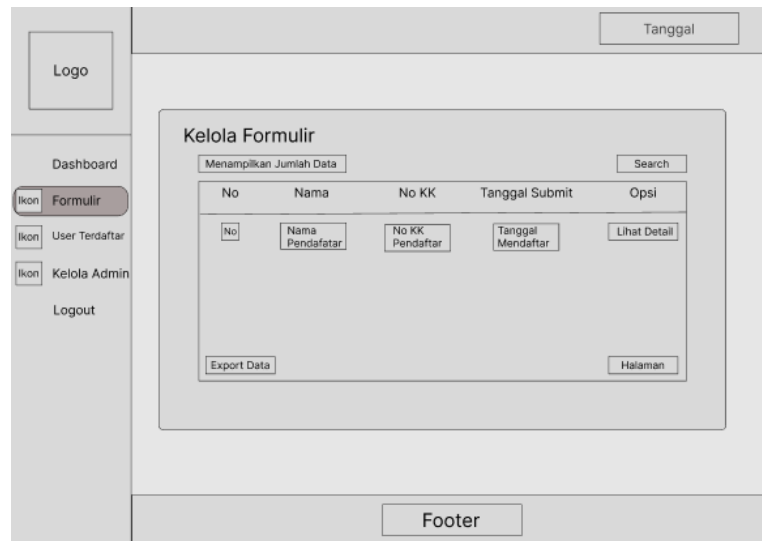 Tanggal
Logo
Dashboard
Ikon Formulir
Ikon User Terdaftar
Ikon Kelola Admin
Logout
Kelola Formulir
Menampilkan Jumlah Data Search
No Nama No KK Tanggal Submit Opsi
No Nama No KK Tanggal Lihat Detail
Pendafatar Pendaftar Mendaftar
Export Data Halaman
Footer